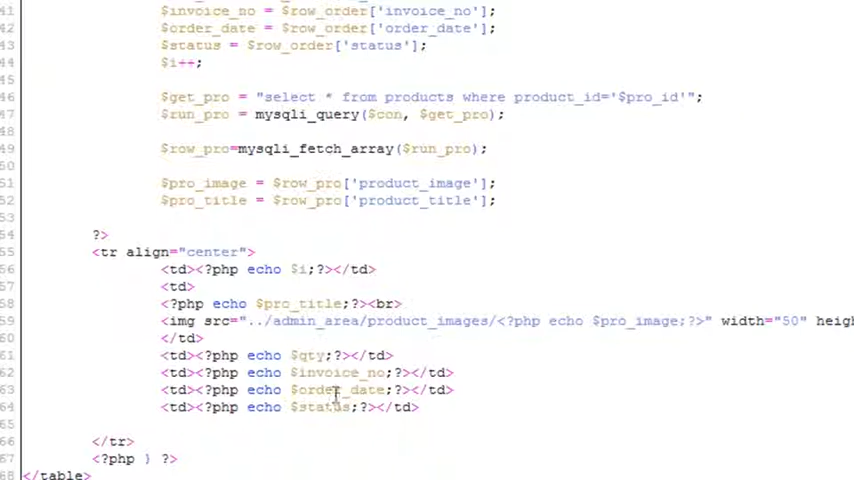 41 $invoice_no = $row_order['invoice_no'];
42 $order_date = $row_order['order_date'];
43 $status = $row_order['status'];
44 $i++;
45
46 $get_pro = "select * from products where product_id='$pro_id'";
47 $run_pro = mysqli_query($con, $get_pro);
48
49 $row_pro=mysqli_fetch_array($run_pro);
50
51 $pro_image = $row_pro['product_image'];
52 $pro_title = $row_pro['product_title'];
53
54 ?>
55 <tr align="center">
56 <td><?php echo $i;?></td>
57 <td>
58 <?php echo $pro_title;?><br>
59 <img src="../admin_area/product_images/<?php echo $pro_image;?>" width="50" heigh
60 </td>
61 <td><?php echo $qty;?></td>
62 <td><?php echo $invoice_no;?></td>
63 <td><?php echo $order_date;?></td>
64 <td><?php echo $status;?></td>
65
66 </tr>
67 <?php } ?>
68 </table>